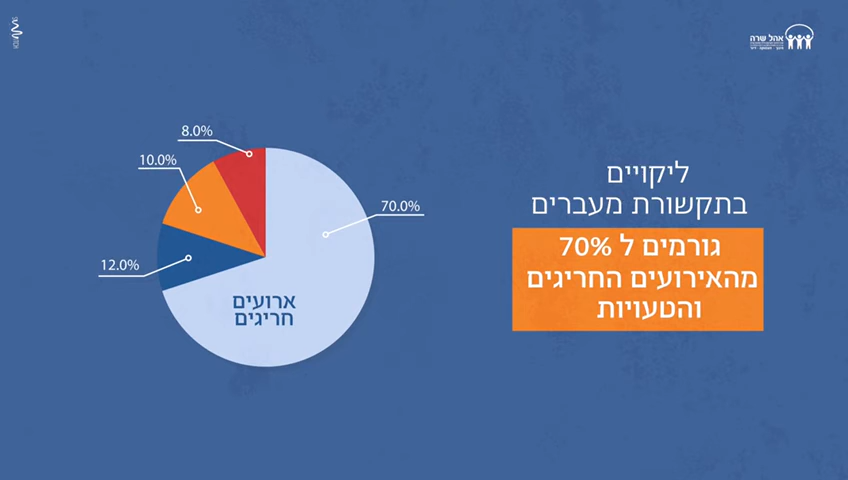 אהל שרה
ליקויים
בתקשורת מעברים
גורמים ל 70%
מהאירועים החריגים
והטעויות
8.0%
10.0%
70.0%
12.0%
ארועים
חריגים